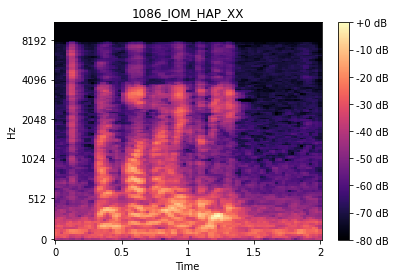 1086_IOM_HAP_XX
Hz
8192
4096
2048
1024
512
0
0
0.5
1
1.5
2
Time
+0 dB
-10 dB
-20 dB
-30 dB
-40 dB
-50 dB
-60 dB
-70 dB
-80 dB